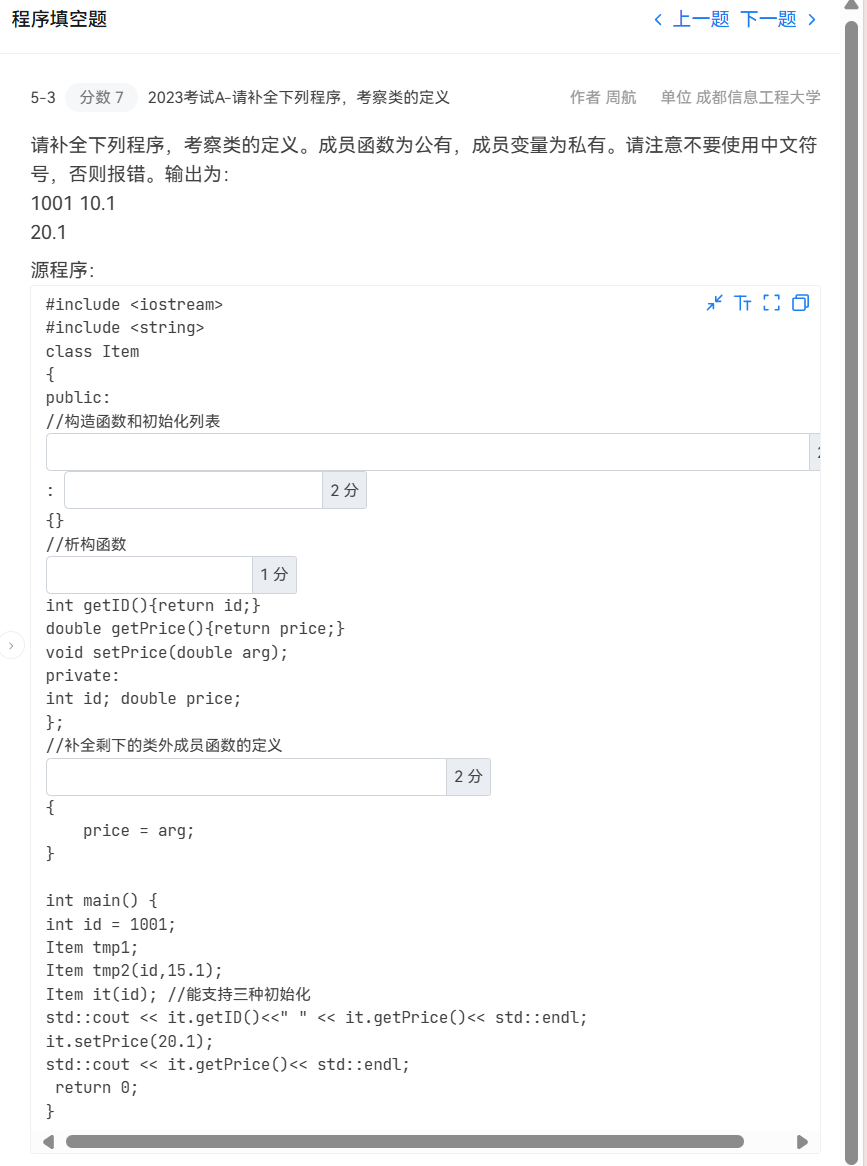 程序填空题
上一题 下一题
5-3 分数 7 2023考试A-请补全下列程序，考察类的定义 作者 周航 单位 成都信息工程大学
请补全下列程序，考察类的定义。成员函数为公有，成员变量为私有。请注意不要使用中文符
号，否则报错。输出为：
1001 10.1
20.1
源程序：
#include <iostream>
#include <string>
class Item
{
public:
//构造函数和初始化列表
: 2 分
{}
//析构函数
1 分
int getID(){return id;}
double getPrice(){return price;}
void setPrice(double arg);
private:
int id; double price;
};
//补全剩下的类外成员函数的定义
2 分
{
    price = arg;
}
int main() {
int id = 1001;
Item tmp1;
Item tmp2(id,15.1);
Item it(id); //能支持三种初始化
std::cout << it.getID()<<" " << it.getPrice()<< std::endl;
it.setPrice(20.1);
std::cout << it.getPrice()<< std::endl;
 return 0;
}